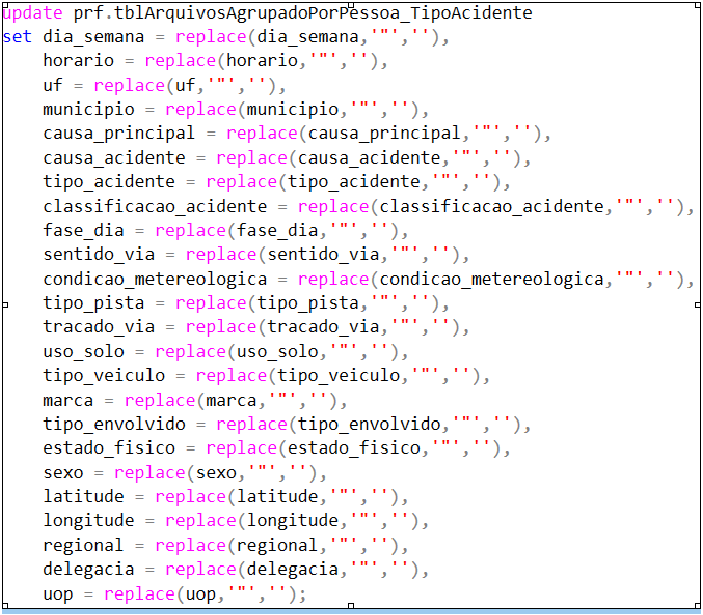 update prf.tblArquivosAgrupadoPorPessoa_TipoAcidente
set dia_semana = replace(dia_semana,'"',''),
horario = replace(horario,'"',''),
uf = replace(uf,'"',''),
municipio = replace(municipio,'"',''),
causa_principal = replace(causa_principal,'"',''),
causa_acidente = replace(causa_acidente,'"',''),
tipo_acidente = replace(tipo_acidente,'"',''),
classificacao_acidente = replace(classificacao_acidente,'"',''),
fase_dia = replace(fase_dia,'"',''),
sentido_via = replace(sentido_via,'"',''),
condicao_metereologica = replace(condicao_metereologica,'"',''),
tipo_pista = replace(tipo_pista,'"',''),
tracado_via = replace(tracado_via,'"',''),
uso_solo = replace(uso_solo,'"',''),
tipo_veiculo = replace(tipo_veiculo,'"',''),
marca = replace(marca,'"',''),
tipo_envolvido = replace(tipo_envolvido,'"',''),
estado_fisico = replace(estado_fisico,'"',''),
sexo = replace(sexo,'"',''),
latitude = replace(latitude,'"',''),
longitude = replace(longitude,'"',''),
regional = replace(regional,'"',''),
delegacia = replace(delegacia,'"',''),
uop = replace(uop,'"','');